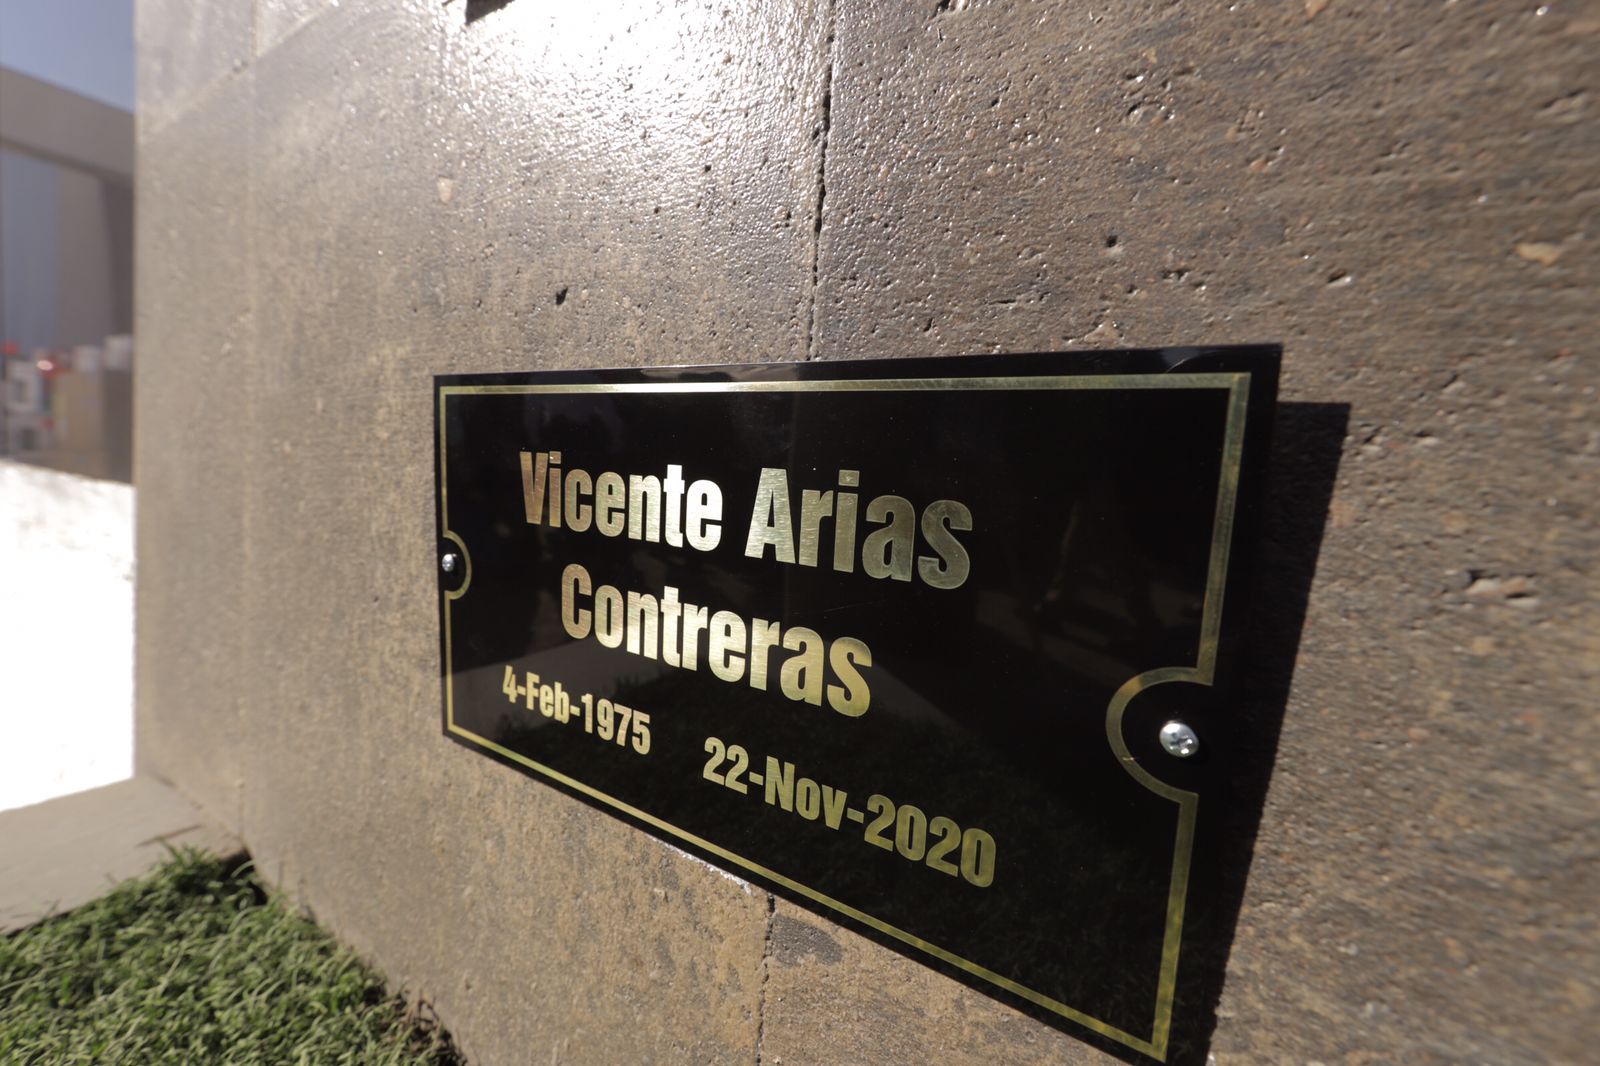 Vicente Arias
Contreras
4-Feb-1975 22-Nov-2020